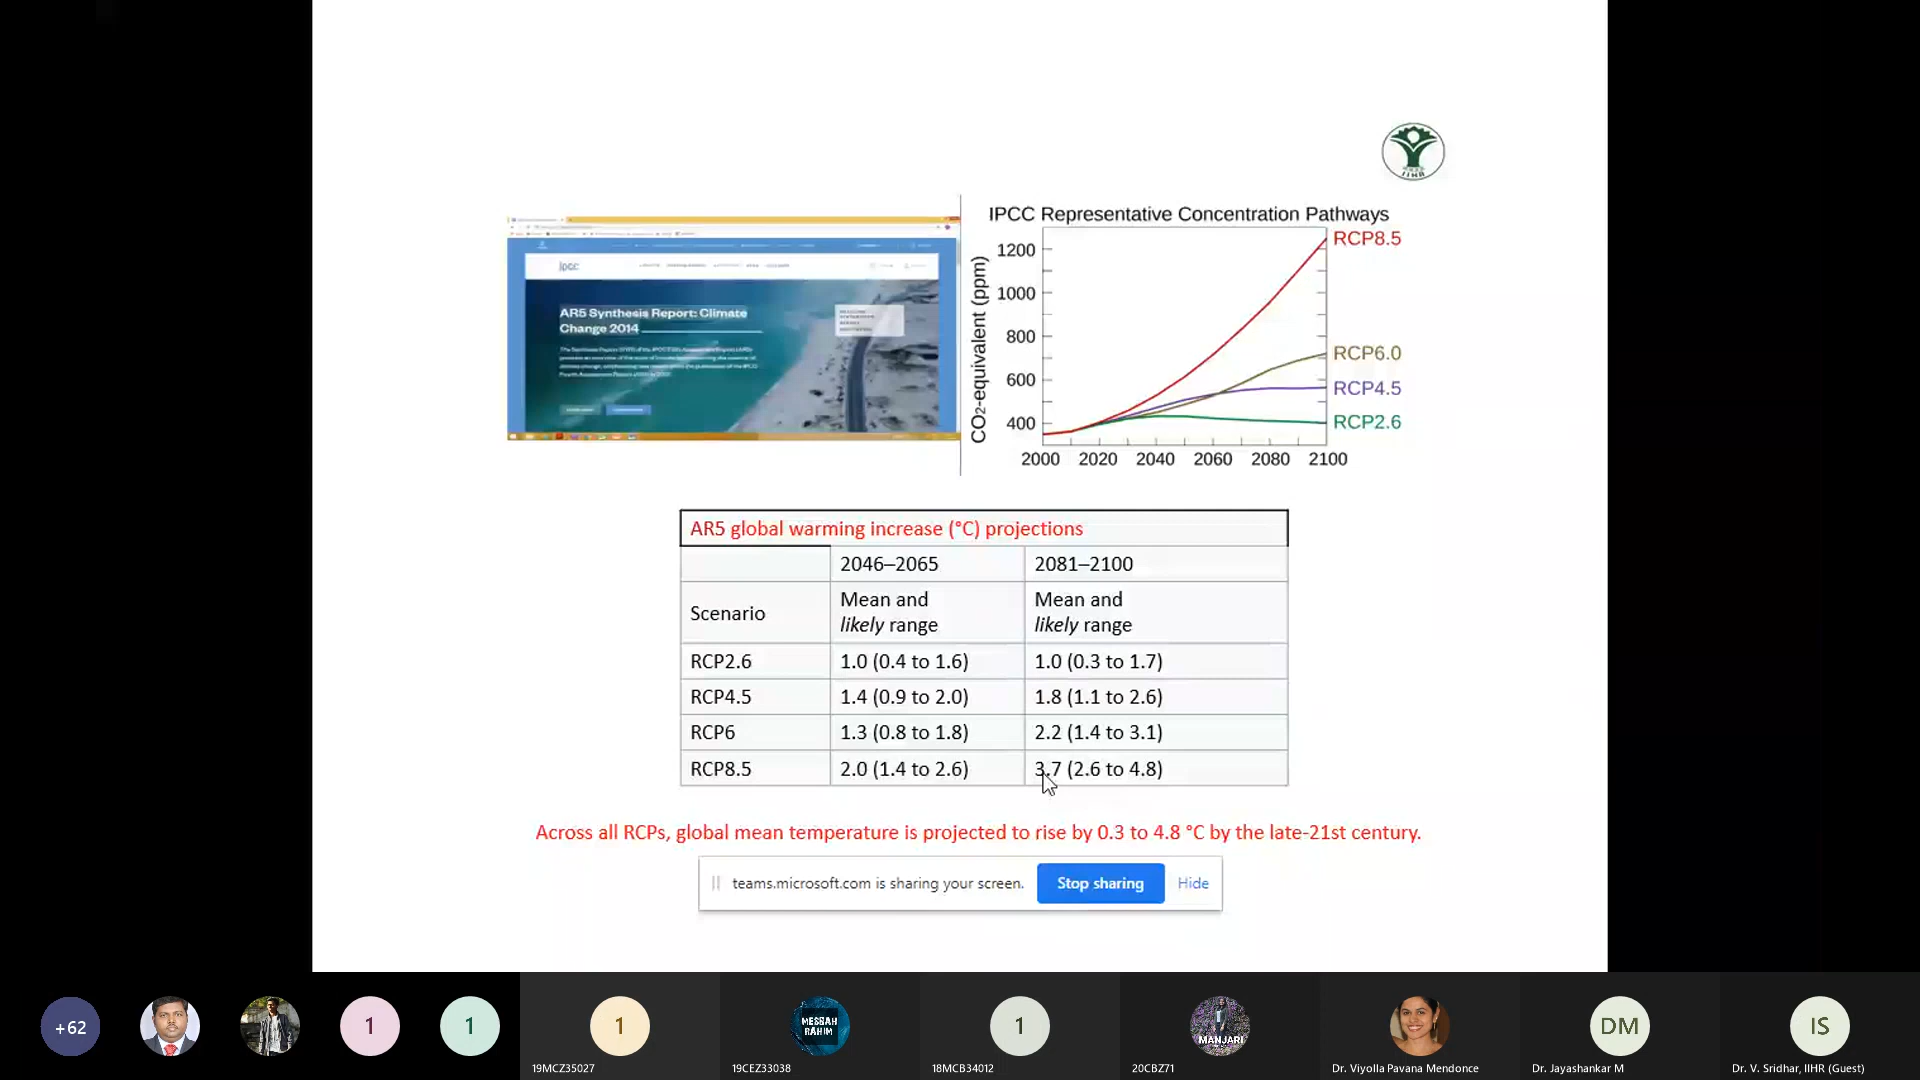 IIHR
IPCC Representative Concentration Pathways
ipcc
AR5 Synthesis Report: Climate
Change 2014
CO2-equivalent (ppm)
1200
1000
800
600
400
2000 2020 2040 2060 2080 2100
RCP8.5
RCP6.0
RCP4.5
RCP2.6
AR5 global warming increase (°C) projections
2046–2065 2081–2100
Scenario Mean and likely range Mean and likely range
RCP2.6 1.0 (0.4 to 1.6) 1.0 (0.3 to 1.7)
RCP4.5 1.4 (0.9 to 2.0) 1.8 (1.1 to 2.6)
RCP6 1.3 (0.8 to 1.8) 2.2 (1.4 to 3.1)
RCP8.5 2.0 (1.4 to 2.6) 3.7 (2.6 to 4.8)
Across all RCPs, global mean temperature is projected to rise by 0.3 to 4.8 °C by the late-21st century.
teams.microsoft.com is sharing your screen. Stop sharing Hide
+62 1 1 1 MESBAH RAHIM 1 MANJARI DM IS
19MCZ35027 19CEZ33038 18MCB34012 20CBZ71 Dr. Viyolla Pavana Mendonce Dr. Jayashankar M Dr. V. Sridhar, IIHR (Guest)